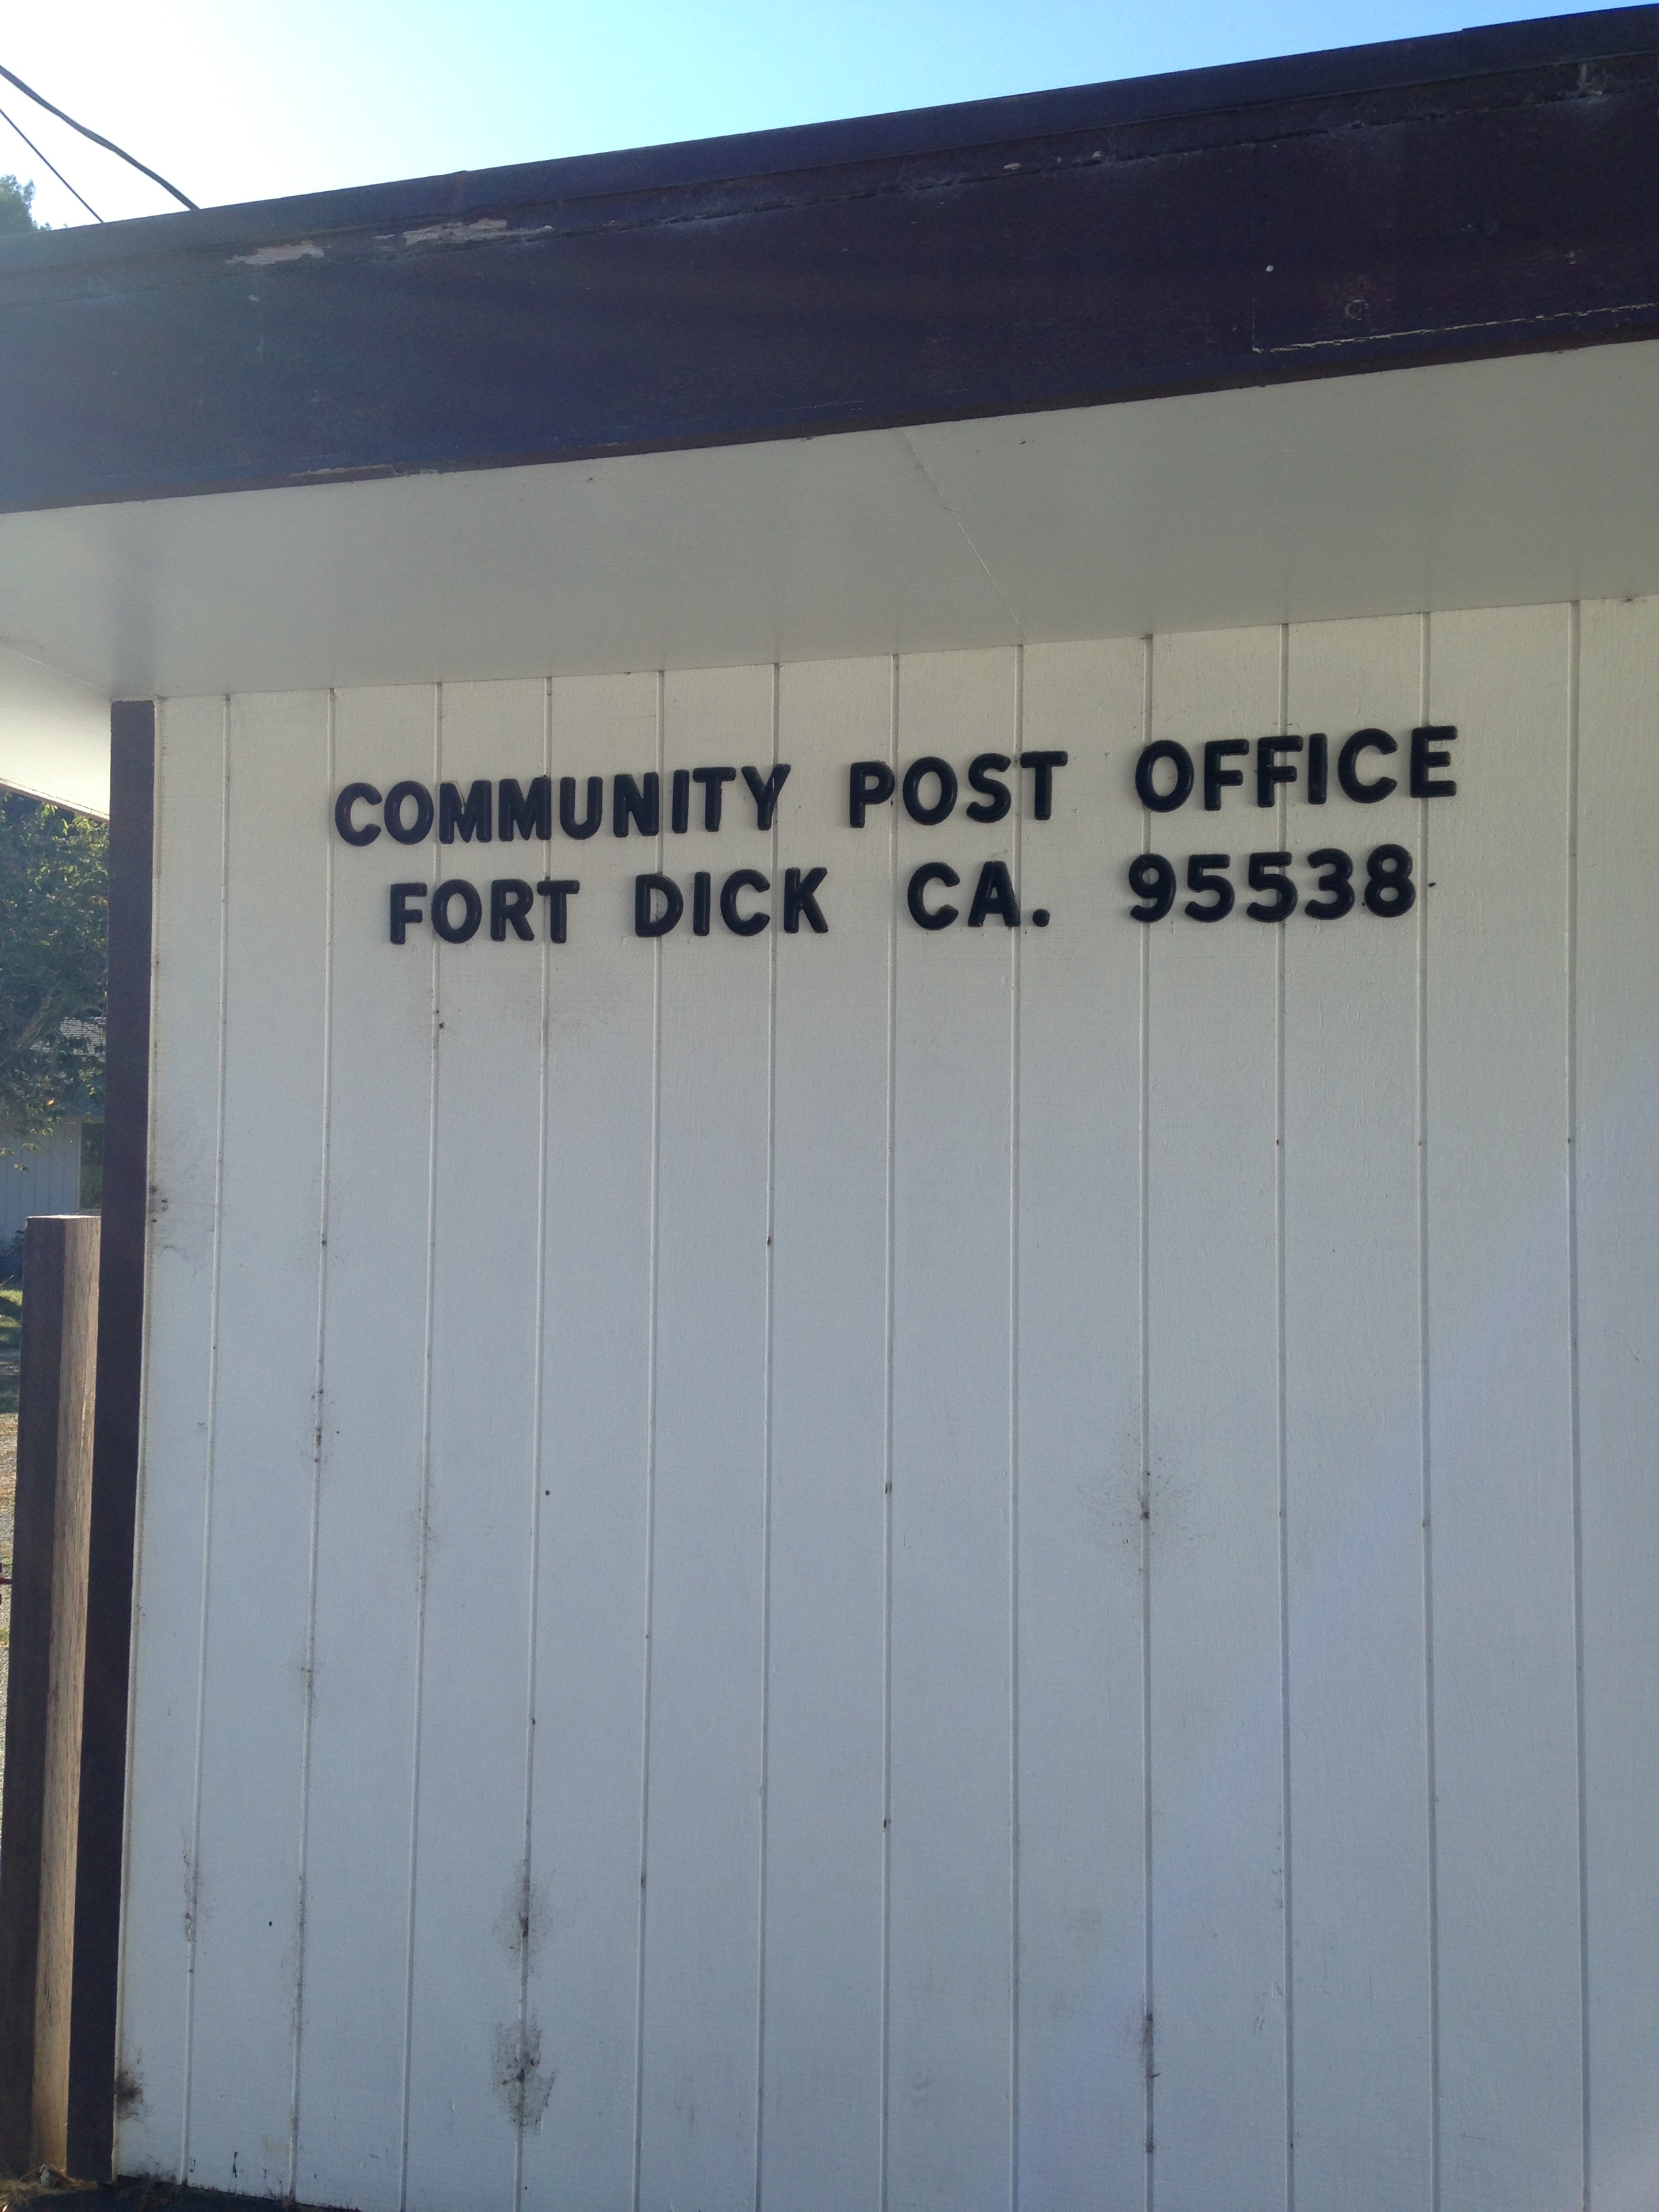 COMMUNITY POST OFFICE
FORT DICK CA. 95538